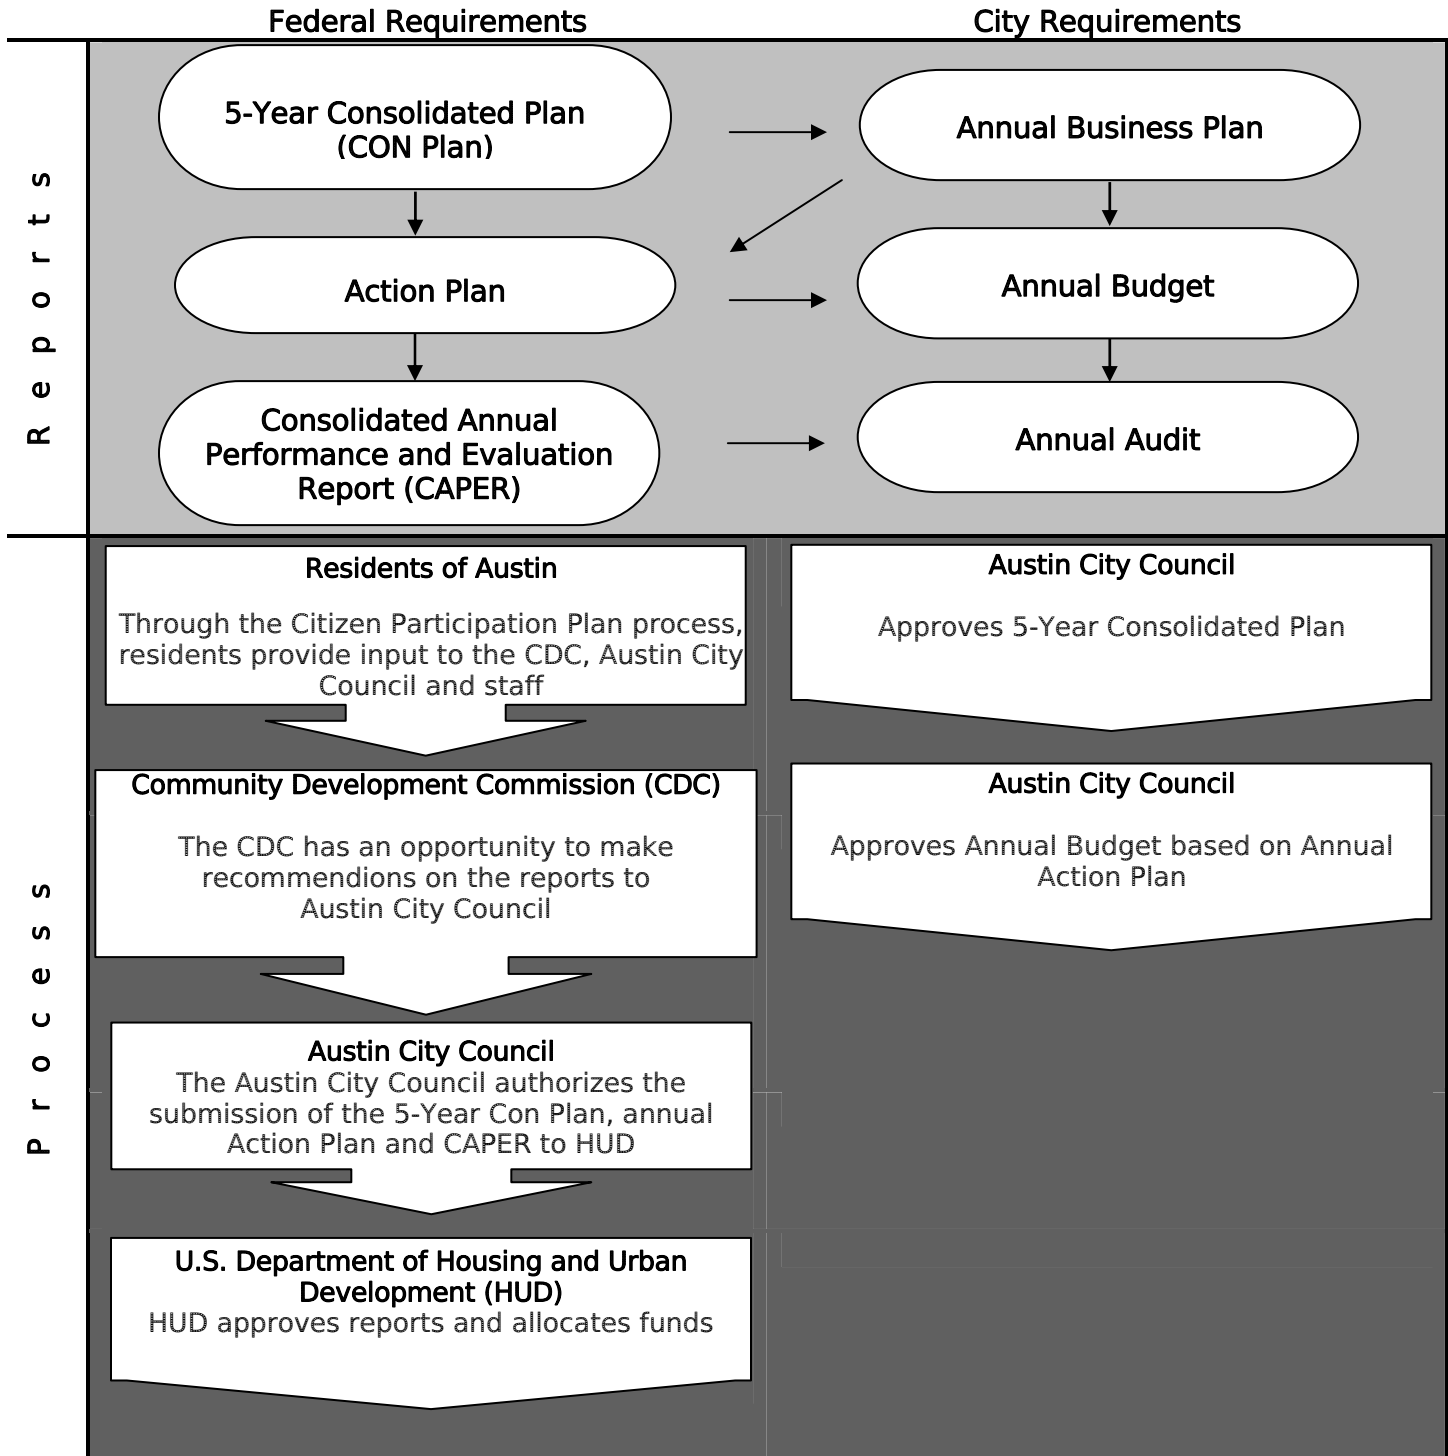 Federal Requirements
City Requirements
Reports
5-Year Consolidated Plan
(CON Plan)
Annual Business Plan
Action Plan
Annual Budget
Consolidated Annual
Performance and Evaluation
Report (CAPER)
Annual Audit
Process
Residents of Austin
Through the Citizen Participation Plan process,
residents provide input to the CDC, Austin City
Council and staff
Austin City Council
Approves 5-Year Consolidated Plan
Community Development Commission (CDC)
The CDC has an opportunity to make
recommendions on the reports to
Austin City Council
Austin City Council
Approves Annual Budget based on Annual
Action Plan
Austin City Council
The Austin City Council authorizes the
submission of the 5-Year Con Plan, annual
Action Plan and CAPER to HUD
U.S. Department of Housing and Urban
Development (HUD)
HUD approves reports and allocates funds